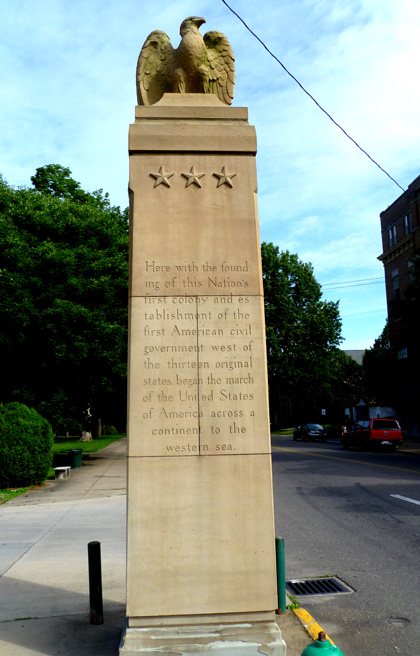 Here with the found
ing of this Nation's
first colony and es
tablishment of the
first American civil
government west of
the thirteen original
states, began the march
of the United States
of America across a
continent to the
western sea.